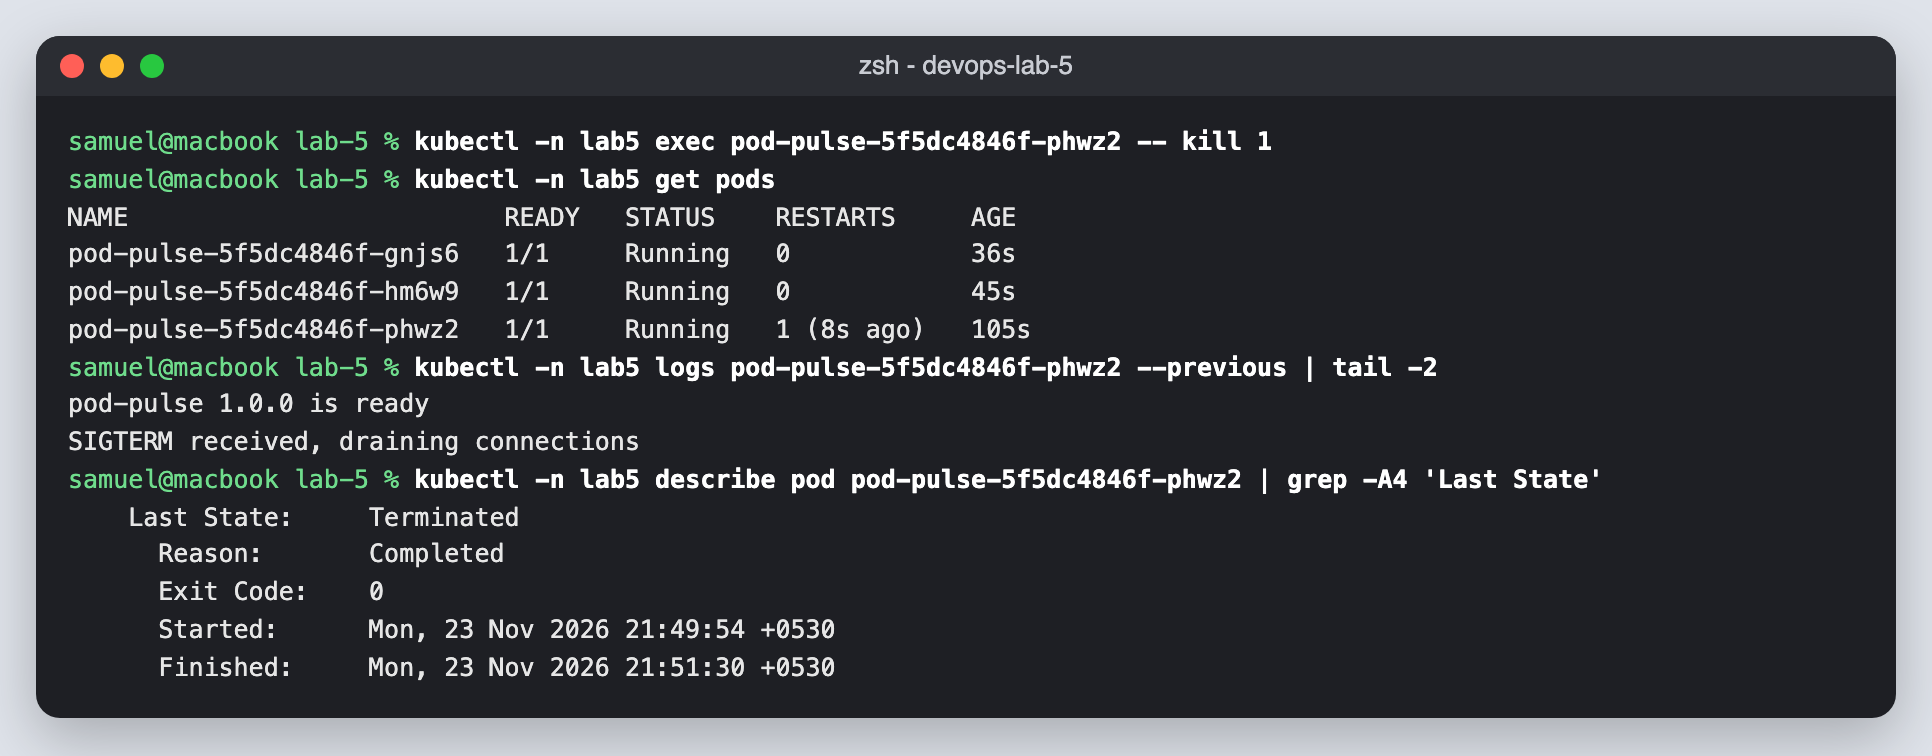 zsh - devops-lab-5
samuel@macbook lab-5 % kubectl -n lab5 exec pod-pulse-5f5dc4846f-phwz2 -- kill 1
samuel@macbook lab-5 % kubectl -n lab5 get pods
NAME                         READY   STATUS    RESTARTS     AGE
pod-pulse-5f5dc4846f-gnjs6   1/1     Running   0            36s
pod-pulse-5f5dc4846f-hm6w9   1/1     Running   0            45s
pod-pulse-5f5dc4846f-phwz2   1/1     Running   1 (8s ago)   105s
samuel@macbook lab-5 % kubectl -n lab5 logs pod-pulse-5f5dc4846f-phwz2 --previous | tail -2
pod-pulse 1.0.0 is ready
SIGTERM received, draining connections
samuel@macbook lab-5 % kubectl -n lab5 describe pod pod-pulse-5f5dc4846f-phwz2 | grep -A4 'Last State'
    Last State:     Terminated
      Reason:       Completed
      Exit Code:    0
      Started:      Mon, 23 Nov 2026 21:49:54 +0530
      Finished:     Mon, 23 Nov 2026 21:51:30 +0530